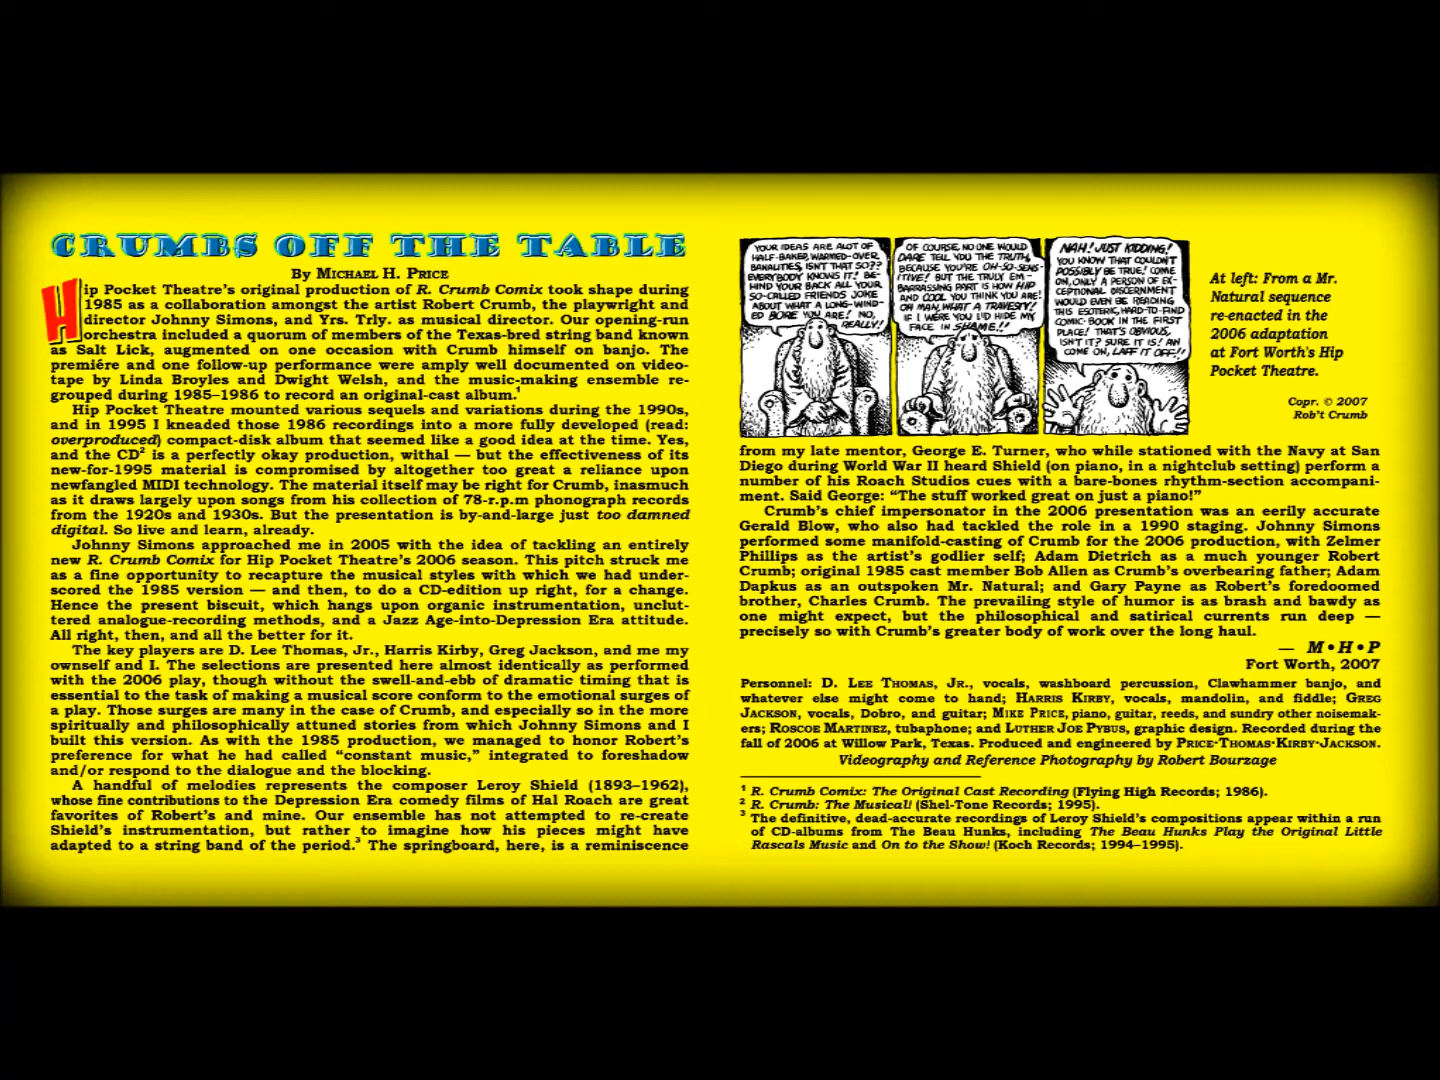 CRUMBS OFF THE TABLE
By Michael H. Price
Hip Pocket Theatre's original production of R. Crumb Comix took shape during
1985 as a collaboration amongst the artist Robert Crumb, the playwright and
director Johnny Simons, and Yrs. Trly. as musical director. Our opening-run
orchestra included a quorum of members of the Texas-bred string band known
as Salt Lick, augmented on one occasion with Crumb himself on banjo. The
premiére and one follow-up performance were amply well documented on video-
tape by Linda Broyles and Dwight Welsh, and the music-making ensemble re-
grouped during 1985–1986 to record an original-cast album.¹
Hip Pocket Theatre mounted various sequels and variations during the 1990s,
and in 1995 I kneaded those 1986 recordings into a more fully developed (read:
overproduced) compact-disk album that seemed like a good idea at the time. Yes,
and the CD² is a perfectly okay production, withal — but the effectiveness of its
new-for-1995 material is compromised by altogether too great a reliance upon
newfangled MIDI technology. The material itself may be right for Crumb, inasmuch
as it draws largely upon songs from his collection of 78-r.p.m phonograph records
from the 1920s and 1930s. But the presentation is by-and-large just too damned
digital. So live and learn, already.
Johnny Simons approached me in 2005 with the idea of tackling an entirely
new R. Crumb Comix for Hip Pocket Theatre's 2006 season. This pitch struck me
as a fine opportunity to recapture the musical styles with which we had under-
scored the 1985 version — and then, to do a CD-edition up right, for a change.
Hence the present biscuit, which hangs upon organic instrumentation, unclut-
tered analogue-recording methods, and a Jazz Age-into-Depression Era attitude.
All right, then, and all the better for it.
The key players are D. Lee Thomas, Jr., Harris Kirby, Greg Jackson, and me my
ownself and I. The selections are presented here almost identically as performed
with the 2006 play, though without the swell-and-ebb of dramatic timing that is
essential to the task of making a musical score conform to the emotional surges of
a play. Those surges are many in the case of Crumb, and especially so in the more
spiritually and philosophically attuned stories from which Johnny Simons and I
built this version. As with the 1985 production, we managed to honor Robert's
preference for what he had called "constant music," integrated to foreshadow
and/or respond to the dialogue and the blocking.
A handful of melodies represents the composer Leroy Shield (1893–1962),
whose fine contributions to the Depression Era comedy films of Hal Roach are great
favorites of Robert's and mine. Our ensemble has not attempted to re-create
Shield's instrumentation, but rather to imagine how his pieces might have
adapted to a string band of the period.³ The springboard, here, is a reminiscence
YOUR IDEAS ARE ALOT OF
HALF-BAKED, WARMED-OVER
BANALITIES, ISN'T THAT SO??
EVERYBODY KNOWS IT! BE-
HIND YOUR BACK ALL YOUR
SO-CALLED FRIENDS JOKE
ABOUT WHAT A LONG-WIND-
ED BORE YOU ARE! NO,
REALLY!
OF COURSE, NO ONE WOULD
DARE TELL YOU THE TRUTH,
BECAUSE YOU'RE OH-SO-SENS-
ITIVE! BUT THE TRULY EM-
BARRASSING PART IS HOW HIP
AND COOL YOU THINK YOU ARE!
OH MAN, WHAT A TRAVESTY!
IF I WERE YOU I'D HIDE MY
FACE IN SHAME!!
NAH! JUST KIDDING!
YOU KNOW THAT COULDN'T
POSSIBLY BE TRUE! COME
ON, ONLY A PERSON OF EX-
CEPTIONAL DISCERNMENT
WOULD EVEN BE READING
THIS ESOTERIC, HARD-TO-FIND
COMIC-BOOK IN THE FIRST
PLACE! THAT'S OBVIOUS,
ISN'T IT? SURE IT IS! AW
COME ON, LAFF IT OFF!!
At left: From a Mr.
Natural sequence
re-enacted in the
2006 adaptation
at Fort Worth's Hip
Pocket Theatre.
Copr. © 2007
Rob't Crumb
from my late mentor, George E. Turner, who while stationed with the Navy at San
Diego during World War II heard Shield (on piano, in a nightclub setting) perform a
number of his Roach Studios cues with a bare-bones rhythm-section accompani-
ment. Said George: "The stuff worked great on just a piano!"
Crumb's chief impersonator in the 2006 presentation was an eerily accurate
Gerald Blow, who also had tackled the role in a 1990 staging. Johnny Simons
performed some manifold-casting of Crumb for the 2006 production, with Zelmer
Phillips as the artist's godlier self; Adam Dietrich as a much younger Robert
Crumb; original 1985 cast member Bob Allen as Crumb's overbearing father; Adam
Dapkus as an outspoken Mr. Natural; and Gary Payne as Robert's foredoomed
brother, Charles Crumb. The prevailing style of humor is as brash and bawdy as
one might expect, but the philosophical and satirical currents run deep —
precisely so with Crumb's greater body of work over the long haul.
— M•H•P
Fort Worth, 2007
Personnel: D. Lee Thomas, Jr., vocals, washboard percussion, Clawhammer banjo, and
whatever else might come to hand; Harris Kirby, vocals, mandolin, and fiddle; Greg
Jackson, vocals, Dobro, and guitar; Mike Price, piano, guitar, reeds, and sundry other noisemak-
ers; Roscoe Martinez, tubaphone; and Luther Joe Pybus, graphic design. Recorded during the
fall of 2006 at Willow Park, Texas. Produced and engineered by Price·Thomas·Kirby·Jackson.
Videography and Reference Photography by Robert Bourzage
¹ R. Crumb Comix: The Original Cast Recording (Flying High Records; 1986).
² R. Crumb: The Musical! (Shel-Tone Records; 1995).
³ The definitive, dead-accurate recordings of Leroy Shield's compositions appear within a run
of CD-albums from The Beau Hunks, including The Beau Hunks Play the Original Little
Rascals Music and On to the Show! (Koch Records; 1994–1995).